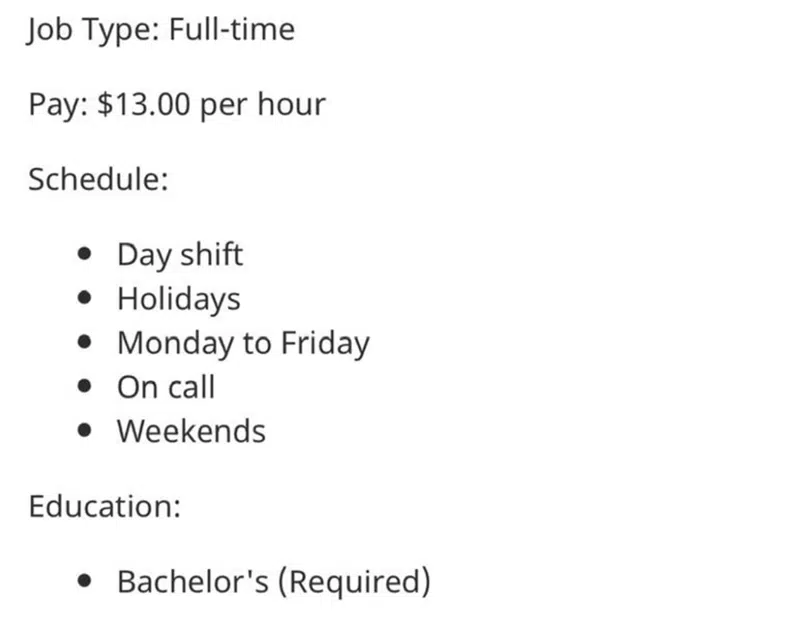 Job Type: Full-time
Pay: $13.00 per hour
Schedule:
• Day shift
• Holidays
• Monday to Friday
• On call
• Weekends
Education:
• Bachelor's (Required)